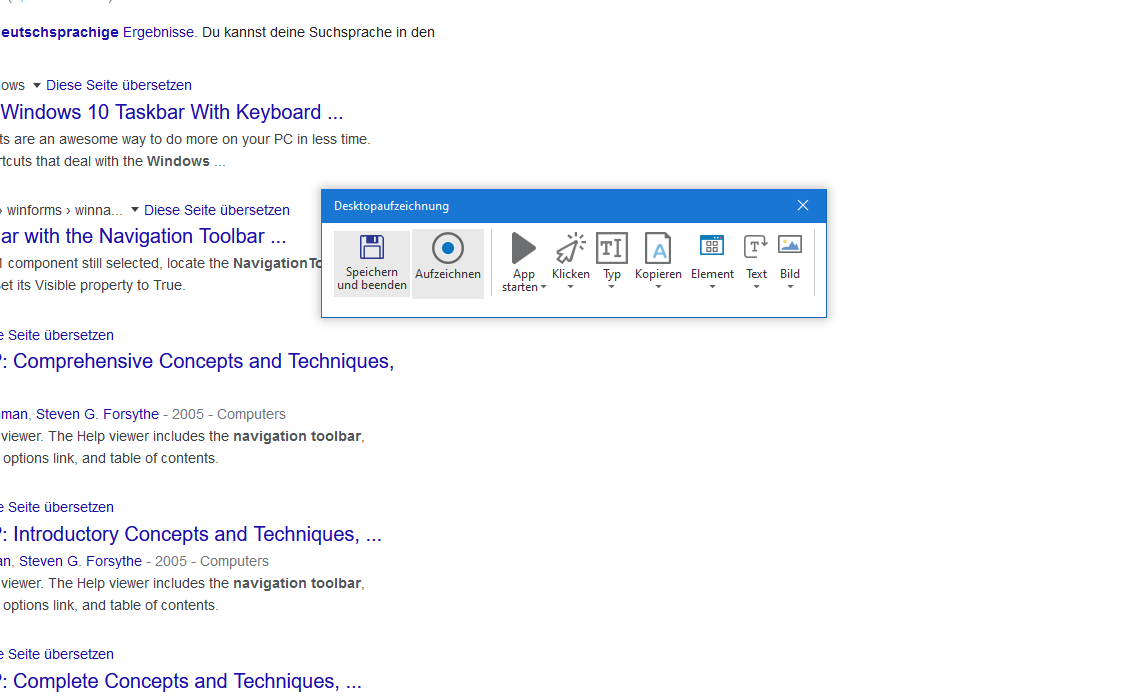 eutschsprachige Ergebnisse. Du kannst deine Suchsprache in den
ows Diese Seite übersetzen
Windows 10 Taskbar With Keyboard ...
ts are an awesome way to do more on your PC in less time.
rtcuts that deal with the Windows ...
› winforms › winna... Diese Seite übersetzen
ar with the Navigation Toolbar ...
component still selected, locate the NavigationTo
et its Visible property to True.
Desktopaufzeichnung
Speichern und beenden
Aufzeichnen
App starten
Klicken
Typ
Kopieren
Element
Text
Bild
e Seite übersetzen
: Comprehensive Concepts and Techniques,
man, Steven G. Forsythe - 2005 - Computers
viewer. The Help viewer includes the navigation toolbar,
options link, and table of contents.
e Seite übersetzen
: Introductory Concepts and Techniques, ...
an, Steven G. Forsythe - 2005 - Computers
viewer. The Help viewer includes the navigation toolbar,
options link, and table of contents.
e Seite übersetzen
: Complete Concepts and Techniques, ...